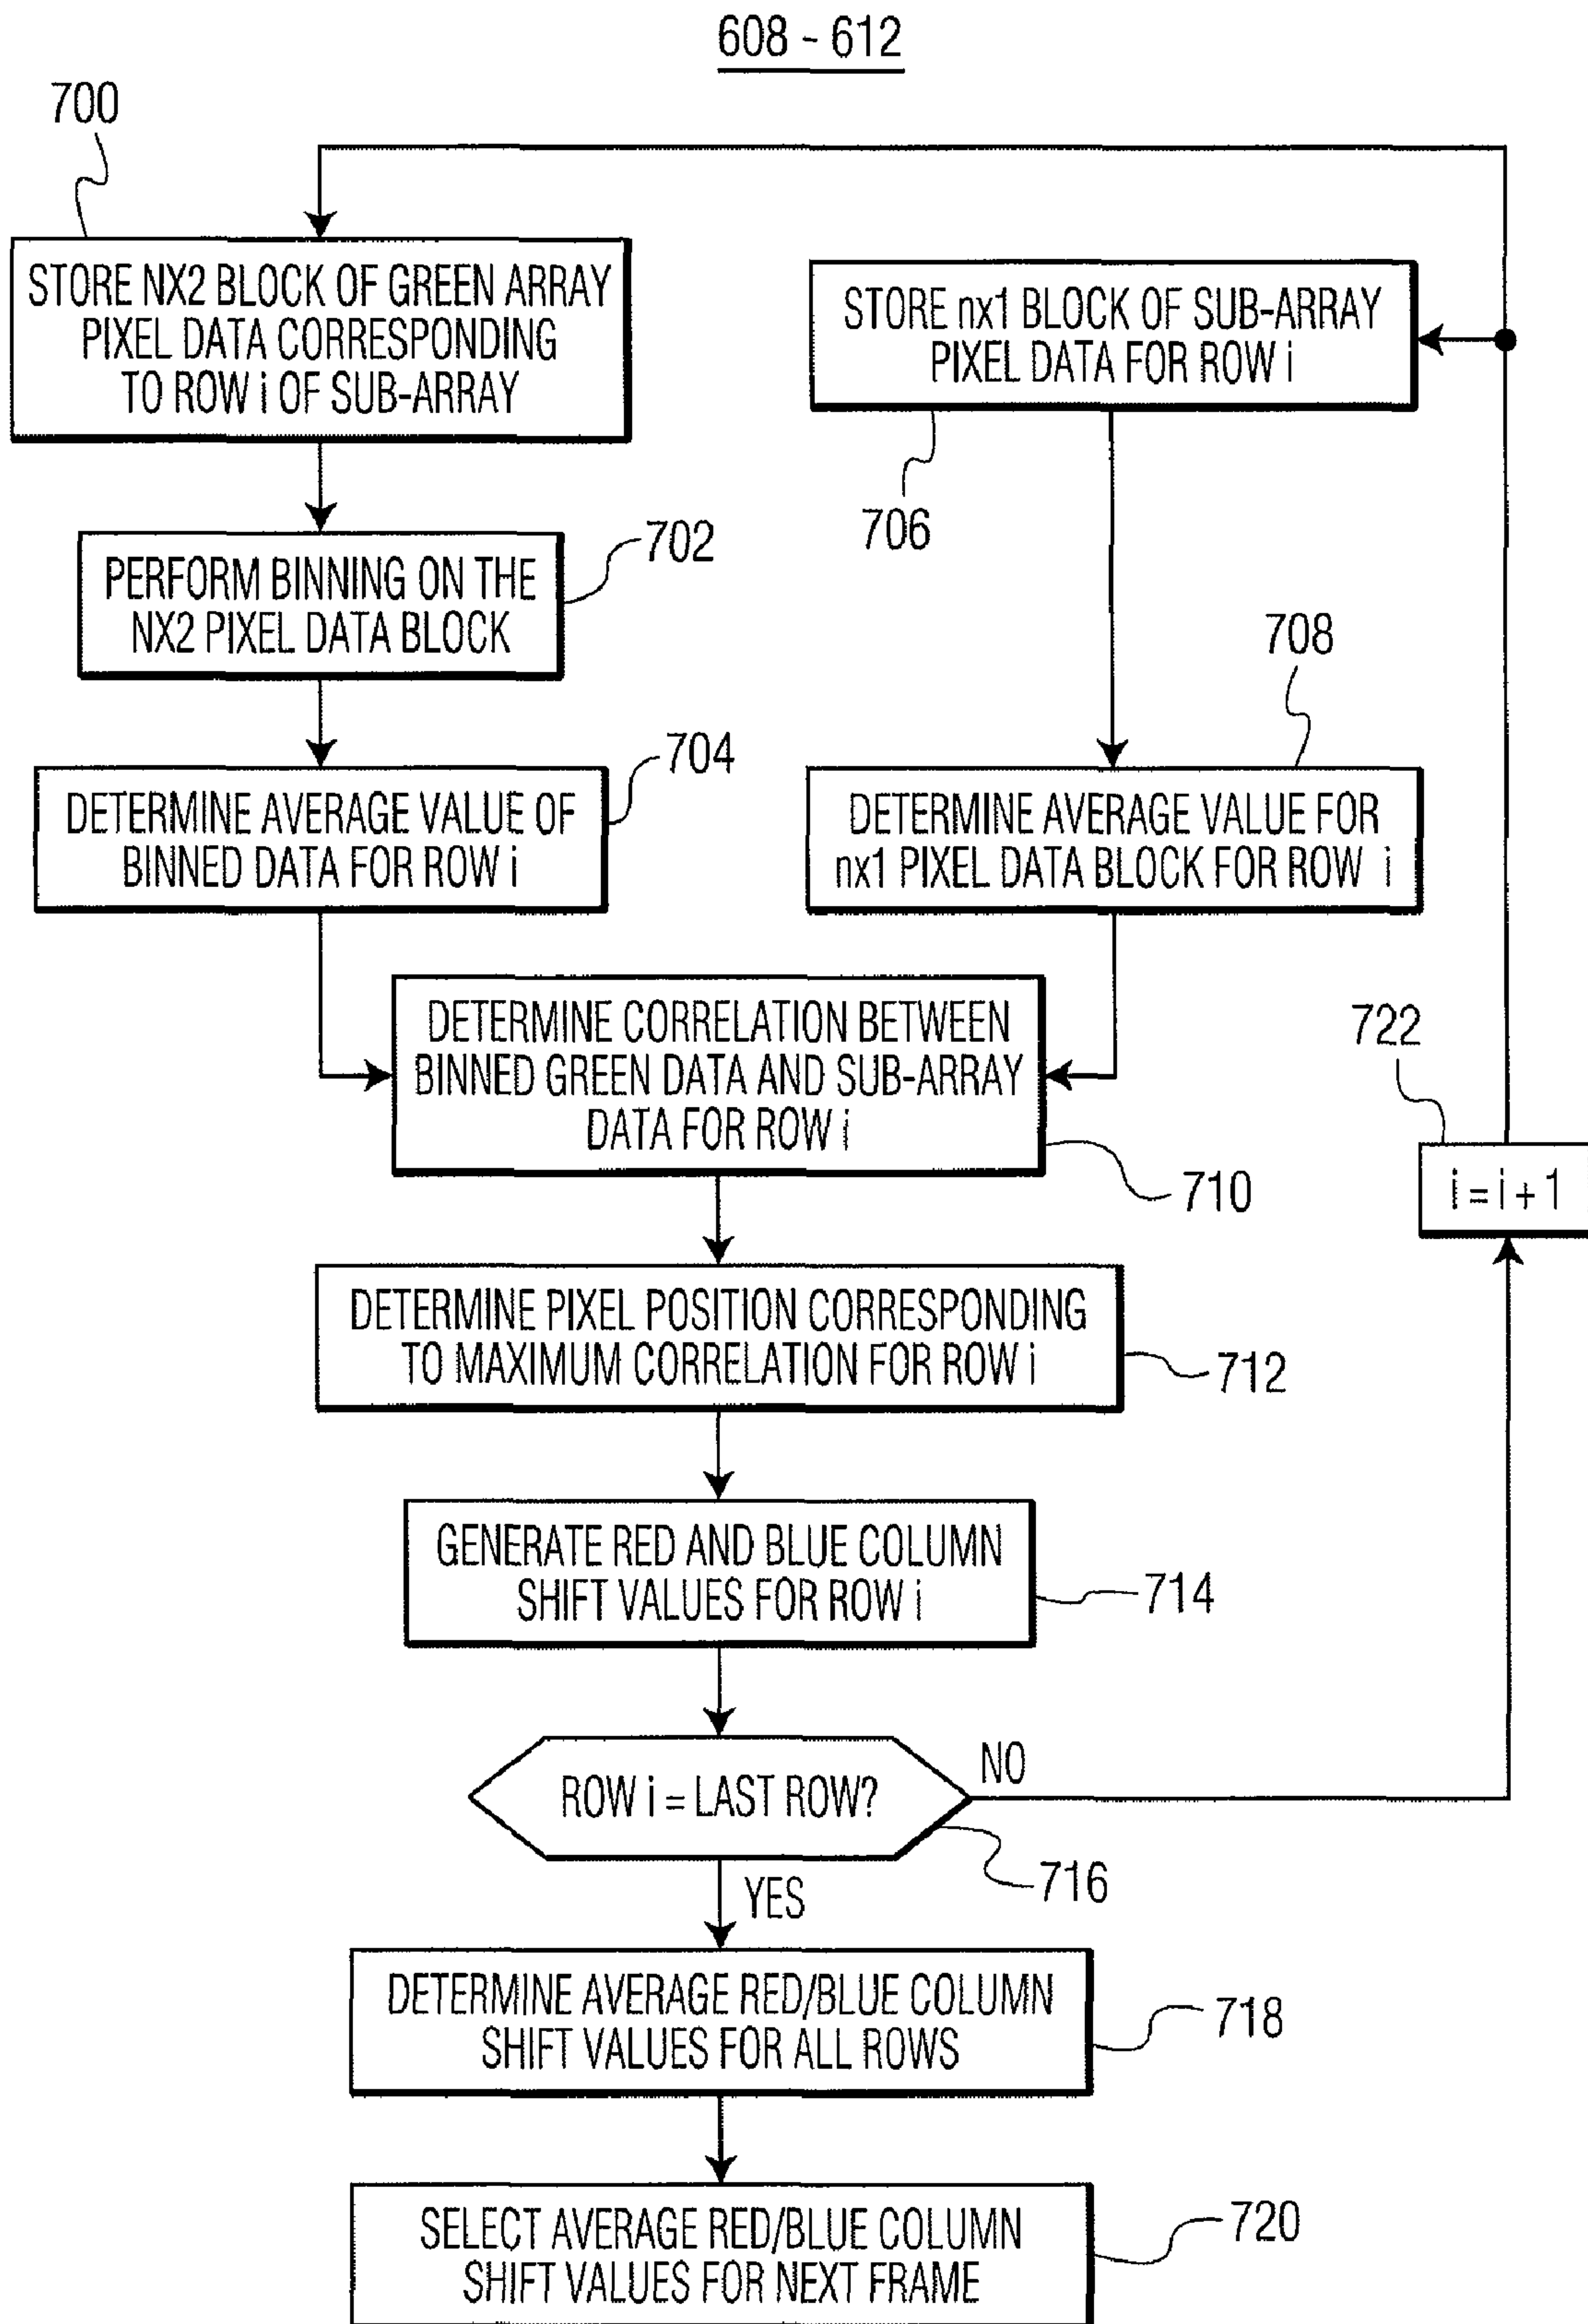 608 - 612
700
STORE NX2 BLOCK OF GREEN ARRAY
PIXEL DATA CORRESPONDING
TO ROW i OF SUB-ARRAY
STORE nx1 BLOCK OF SUB-ARRAY
PIXEL DATA FOR ROW i
706
PERFORM BINNING ON THE
NX2 PIXEL DATA BLOCK
702
708
DETERMINE AVERAGE VALUE OF
BINNED DATA FOR ROW i
704
DETERMINE AVERAGE VALUE FOR
nx1 PIXEL DATA BLOCK FOR ROW i
DETERMINE CORRELATION BETWEEN
BINNED GREEN DATA AND SUB-ARRAY
DATA FOR ROW i
710
722
i = i + 1
DETERMINE PIXEL POSITION CORRESPONDING
TO MAXIMUM CORRELATION FOR ROW i
712
GENERATE RED AND BLUE COLUMN
SHIFT VALUES FOR ROW i
714
ROW i = LAST ROW?
NO
716
YES
DETERMINE AVERAGE RED/BLUE COLUMN
SHIFT VALUES FOR ALL ROWS
718
SELECT AVERAGE RED/BLUE COLUMN
SHIFT VALUES FOR NEXT FRAME
720